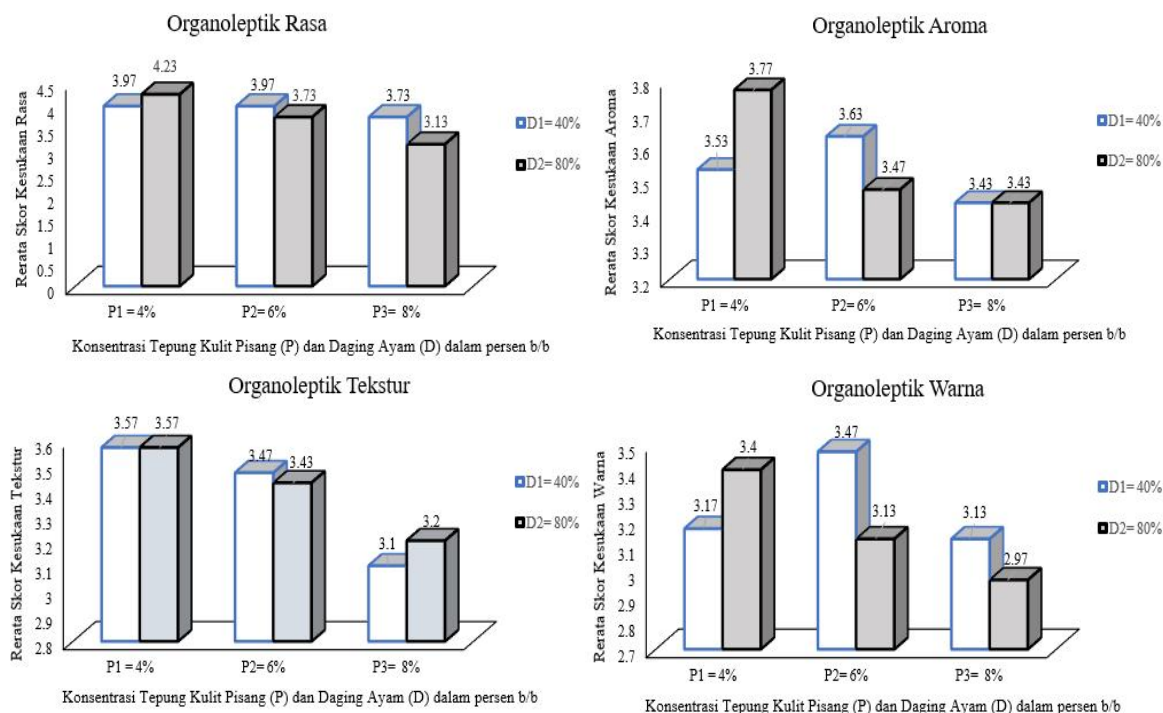 Organoleptik Rasa
Rerata Skor Kesukaan Rasa
4.5
4
3.5
3
2.5
2
1.5
1
0.5
0
3.97
4.23
3.97
3.73
3.73
3.13
D1= 40%
D2= 80%
P1 = 4%
P2= 6%
P3= 8%
Konsentrasi Tepung Kulit Pisang (P) dan Daging Ayam (D) dalam persen b/b
Organoleptik Aroma
Rerata Skor Kesukaan Aroma
3.8
3.7
3.6
3.5
3.4
3.3
3.2
3.53
3.77
3.63
3.47
3.43
3.43
D1= 40%
D2= 80%
P1 = 4%
P2= 6%
P3= 8%
Konsentrasi Tepung Kulit Pisang (P) dan Daging Ayam (D) dalam persen b/b
Organoleptik Tekstur
Rerata Skor Kesukaan Tekstur
3.6
3.5
3.4
3.3
3.2
3.1
3
2.9
2.8
3.57
3.57
3.47
3.43
3.1
3.2
D1= 40%
D2= 80%
P1 = 4%
P2= 6%
P3= 8%
Konsentrasi Tepung Kulit Pisang (P) dan Daging Ayam (D) dalam persen b/b
Organoleptik Warna
Rerata Skor Kesukaan Warna
3.5
3.4
3.3
3.2
3.1
3
2.9
2.8
2.7
3.17
3.4
3.47
3.13
3.13
2.97
D1= 40%
D2= 80%
P1 = 4%
P2= 6%
P3= 8%
Konsentrasi Tepung Kulit Pisang (P) dan Daging Ayam (D) dalam persen b/b